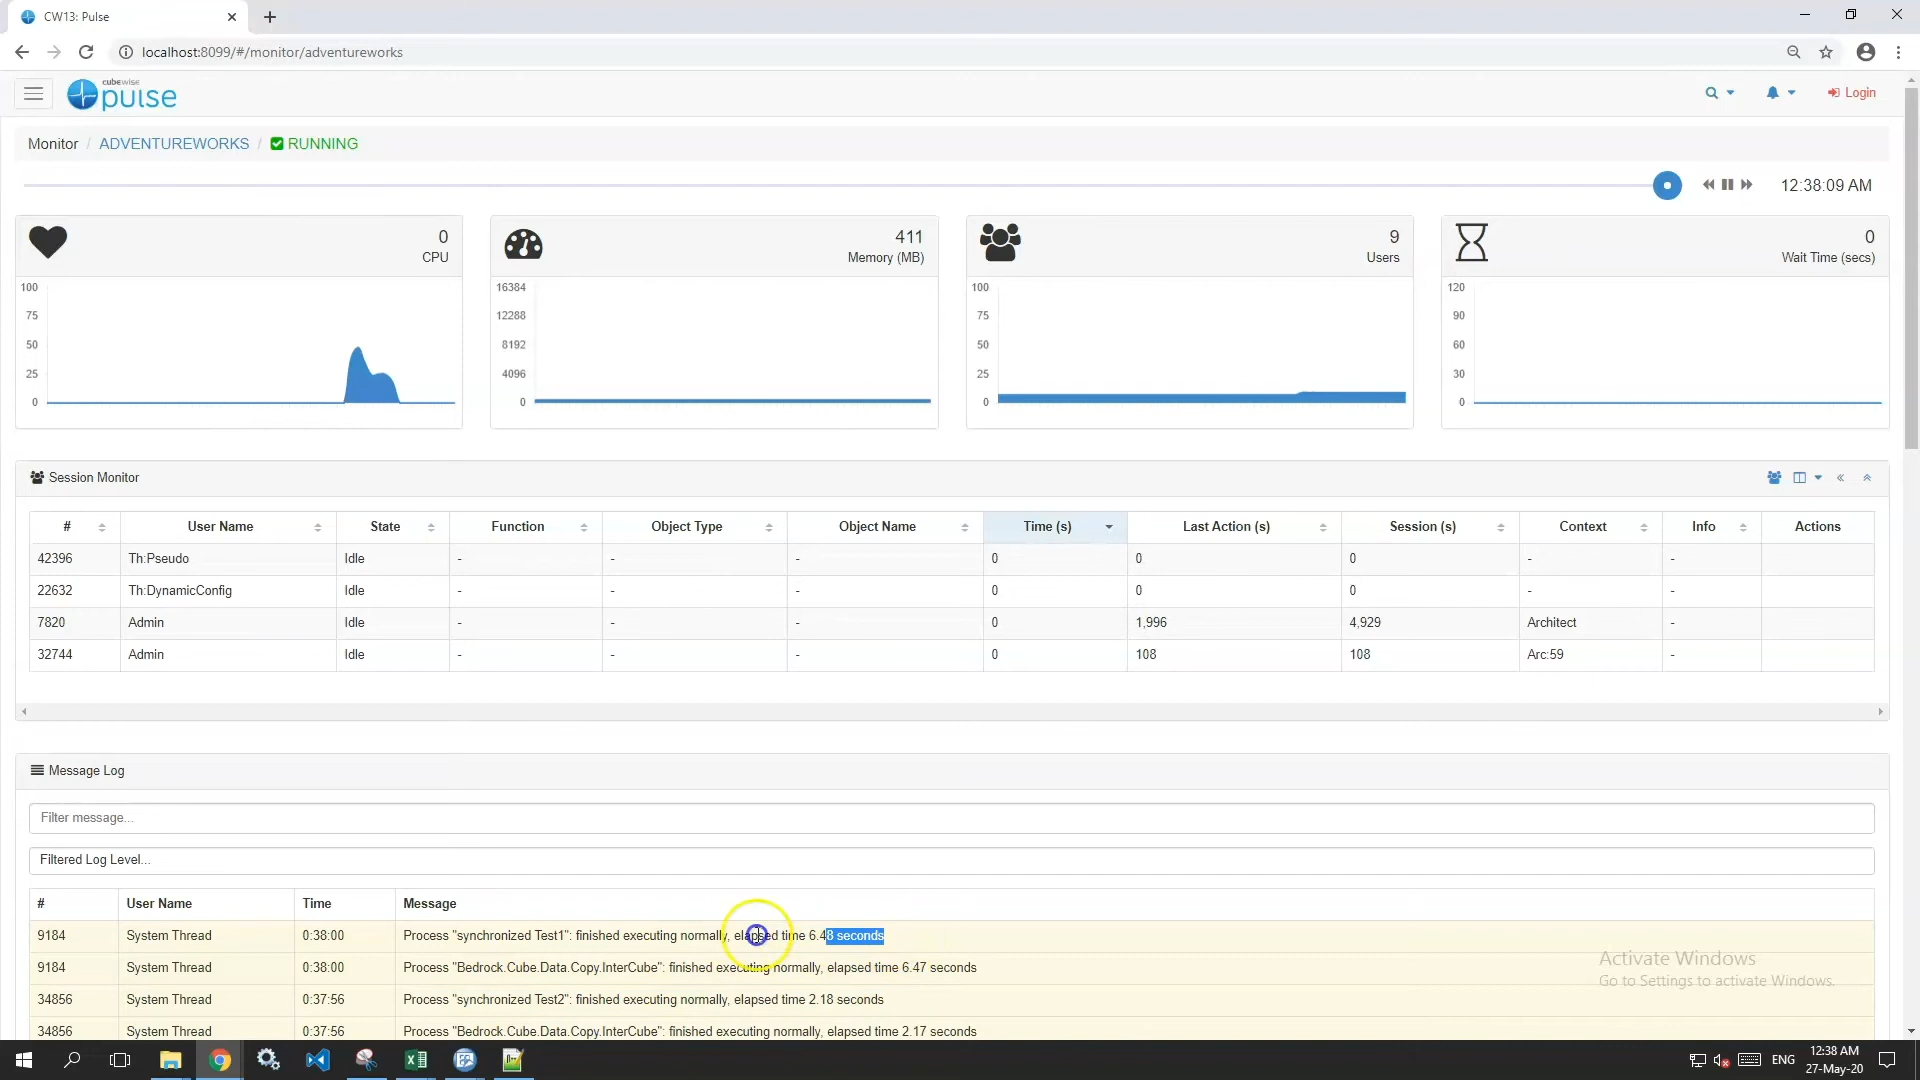 CW13: Pulse
localhost:8099/#/monitor/adventureworks
cubewise
pulse
Login
Monitor / ADVENTUREWORKS / RUNNING
12:38:09 AM
0
CPU
100
75
50
25
0
411
Memory (MB)
16384
12288
8192
4096
0
9
Users
100
75
50
25
0
0
Wait Time (secs)
120
90
60
30
0
Session Monitor
# User Name State Function Object Type Object Name Time (s) Last Action (s) Session (s) Context Info Actions
42396 Th:Pseudo Idle - - - 0 0 0 - -
22632 Th:DynamicConfig Idle - - - 0 0 0 - -
7820 Admin Idle - - - 0 1,996 4,929 Architect -
32744 Admin Idle - - - 0 108 108 Arc:59 -
Message Log
Filter message...
Filtered Log Level...
# User Name Time Message
9184 System Thread 0:38:00 Process "synchronized Test1": finished executing normally, elapsed time 6.48 seconds
9184 System Thread 0:38:00 Process "Bedrock.Cube.Data.Copy.InterCube": finished executing normally, elapsed time 6.47 seconds
34856 System Thread 0:37:56 Process "synchronized Test2": finished executing normally, elapsed time 2.18 seconds
34856 System Thread 0:37:56 Process "Bedrock.Cube.Data.Copy.InterCube": finished executing normally, elapsed time 2.17 seconds
Activate Windows
Go to Settings to activate Windows.
ENG
12:38 AM
27-May-20